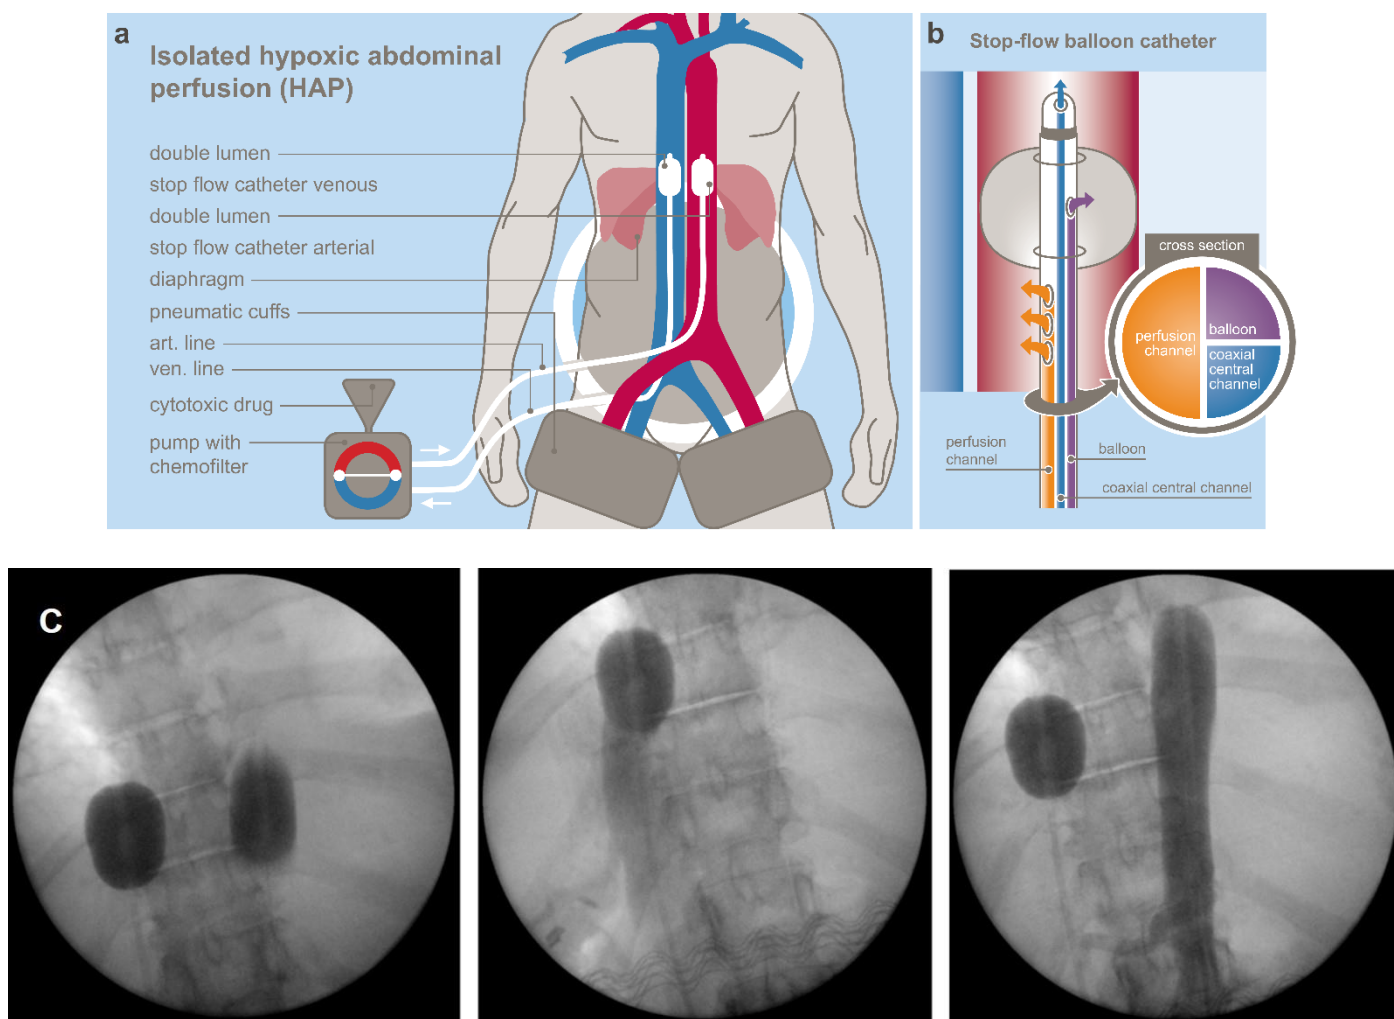 a
Isolated hypoxic abdominal
perfusion (HAP)
double lumen
stop flow catheter venous
double lumen
stop flow catheter arterial
diaphragm
pneumatic cuffs
art. line
ven. line
cytotoxic drug
pump with
chemofilter
b
Stop-flow balloon catheter
cross section
perfusion
channel
balloon
coaxial
central
channel
perfusion
channel
balloon
coaxial central channel
C